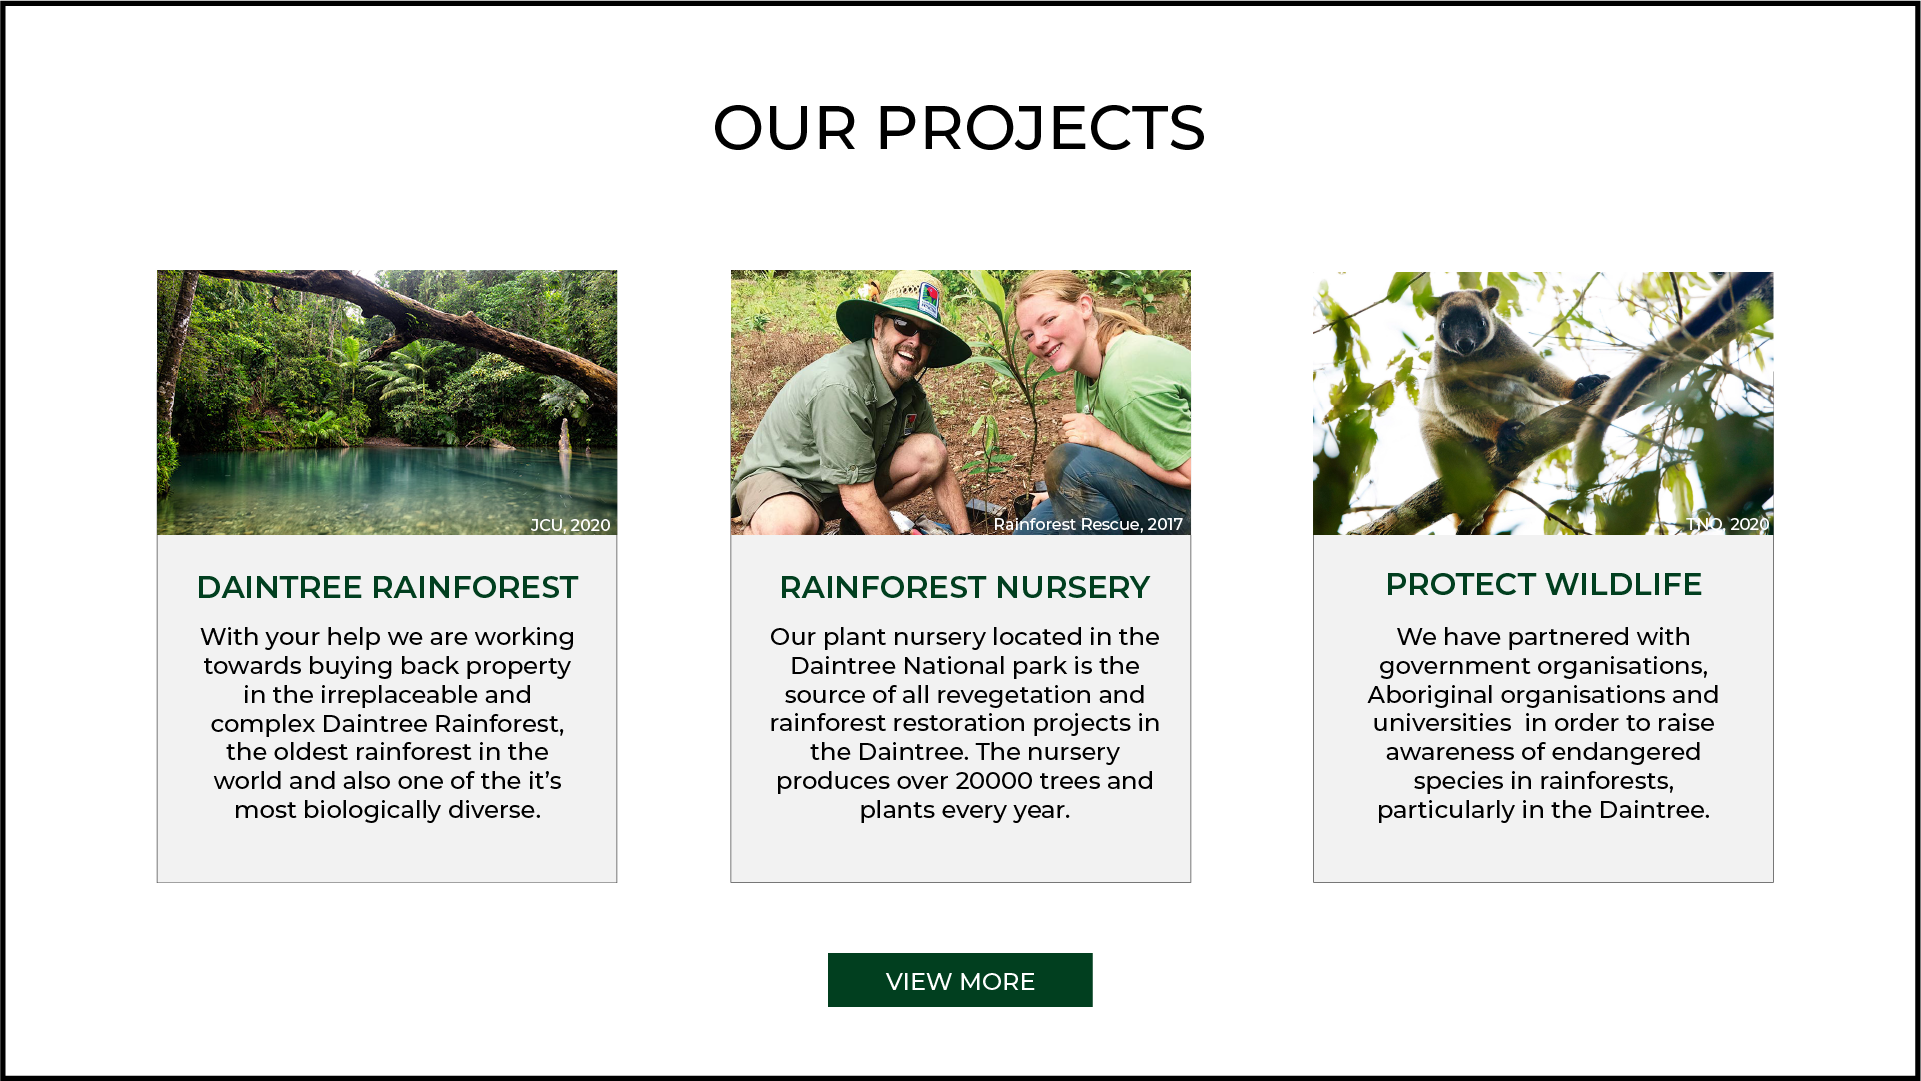 OUR PROJECTS
JCU, 2020
DAINTREE RAINFOREST
With your help we are working
towards buying back property
in the irreplaceable and
complex Daintree Rainforest,
the oldest rainforest in the
world and also one of the it’s
most biologically diverse.
Rainforest Rescue, 2017
RAINFOREST NURSERY
Our plant nursery located in the
Daintree National park is the
source of all revegetation and
rainforest restoration projects in
the Daintree. The nursery
produces over 20000 trees and
plants every year.
TNQ, 2020
PROTECT WILDLIFE
We have partnered with
government organisations,
Aboriginal organisations and
universities  in order to raise
awareness of endangered
species in rainforests,
particularly in the Daintree.
VIEW MORE